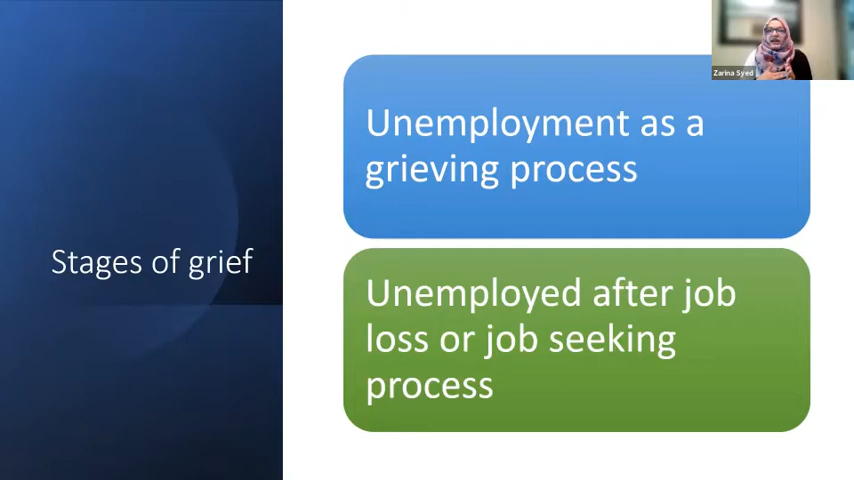 Stages of grief
Unemployment as a
grieving process
Unemployed after job
loss or job seeking
process
Zarina Syed